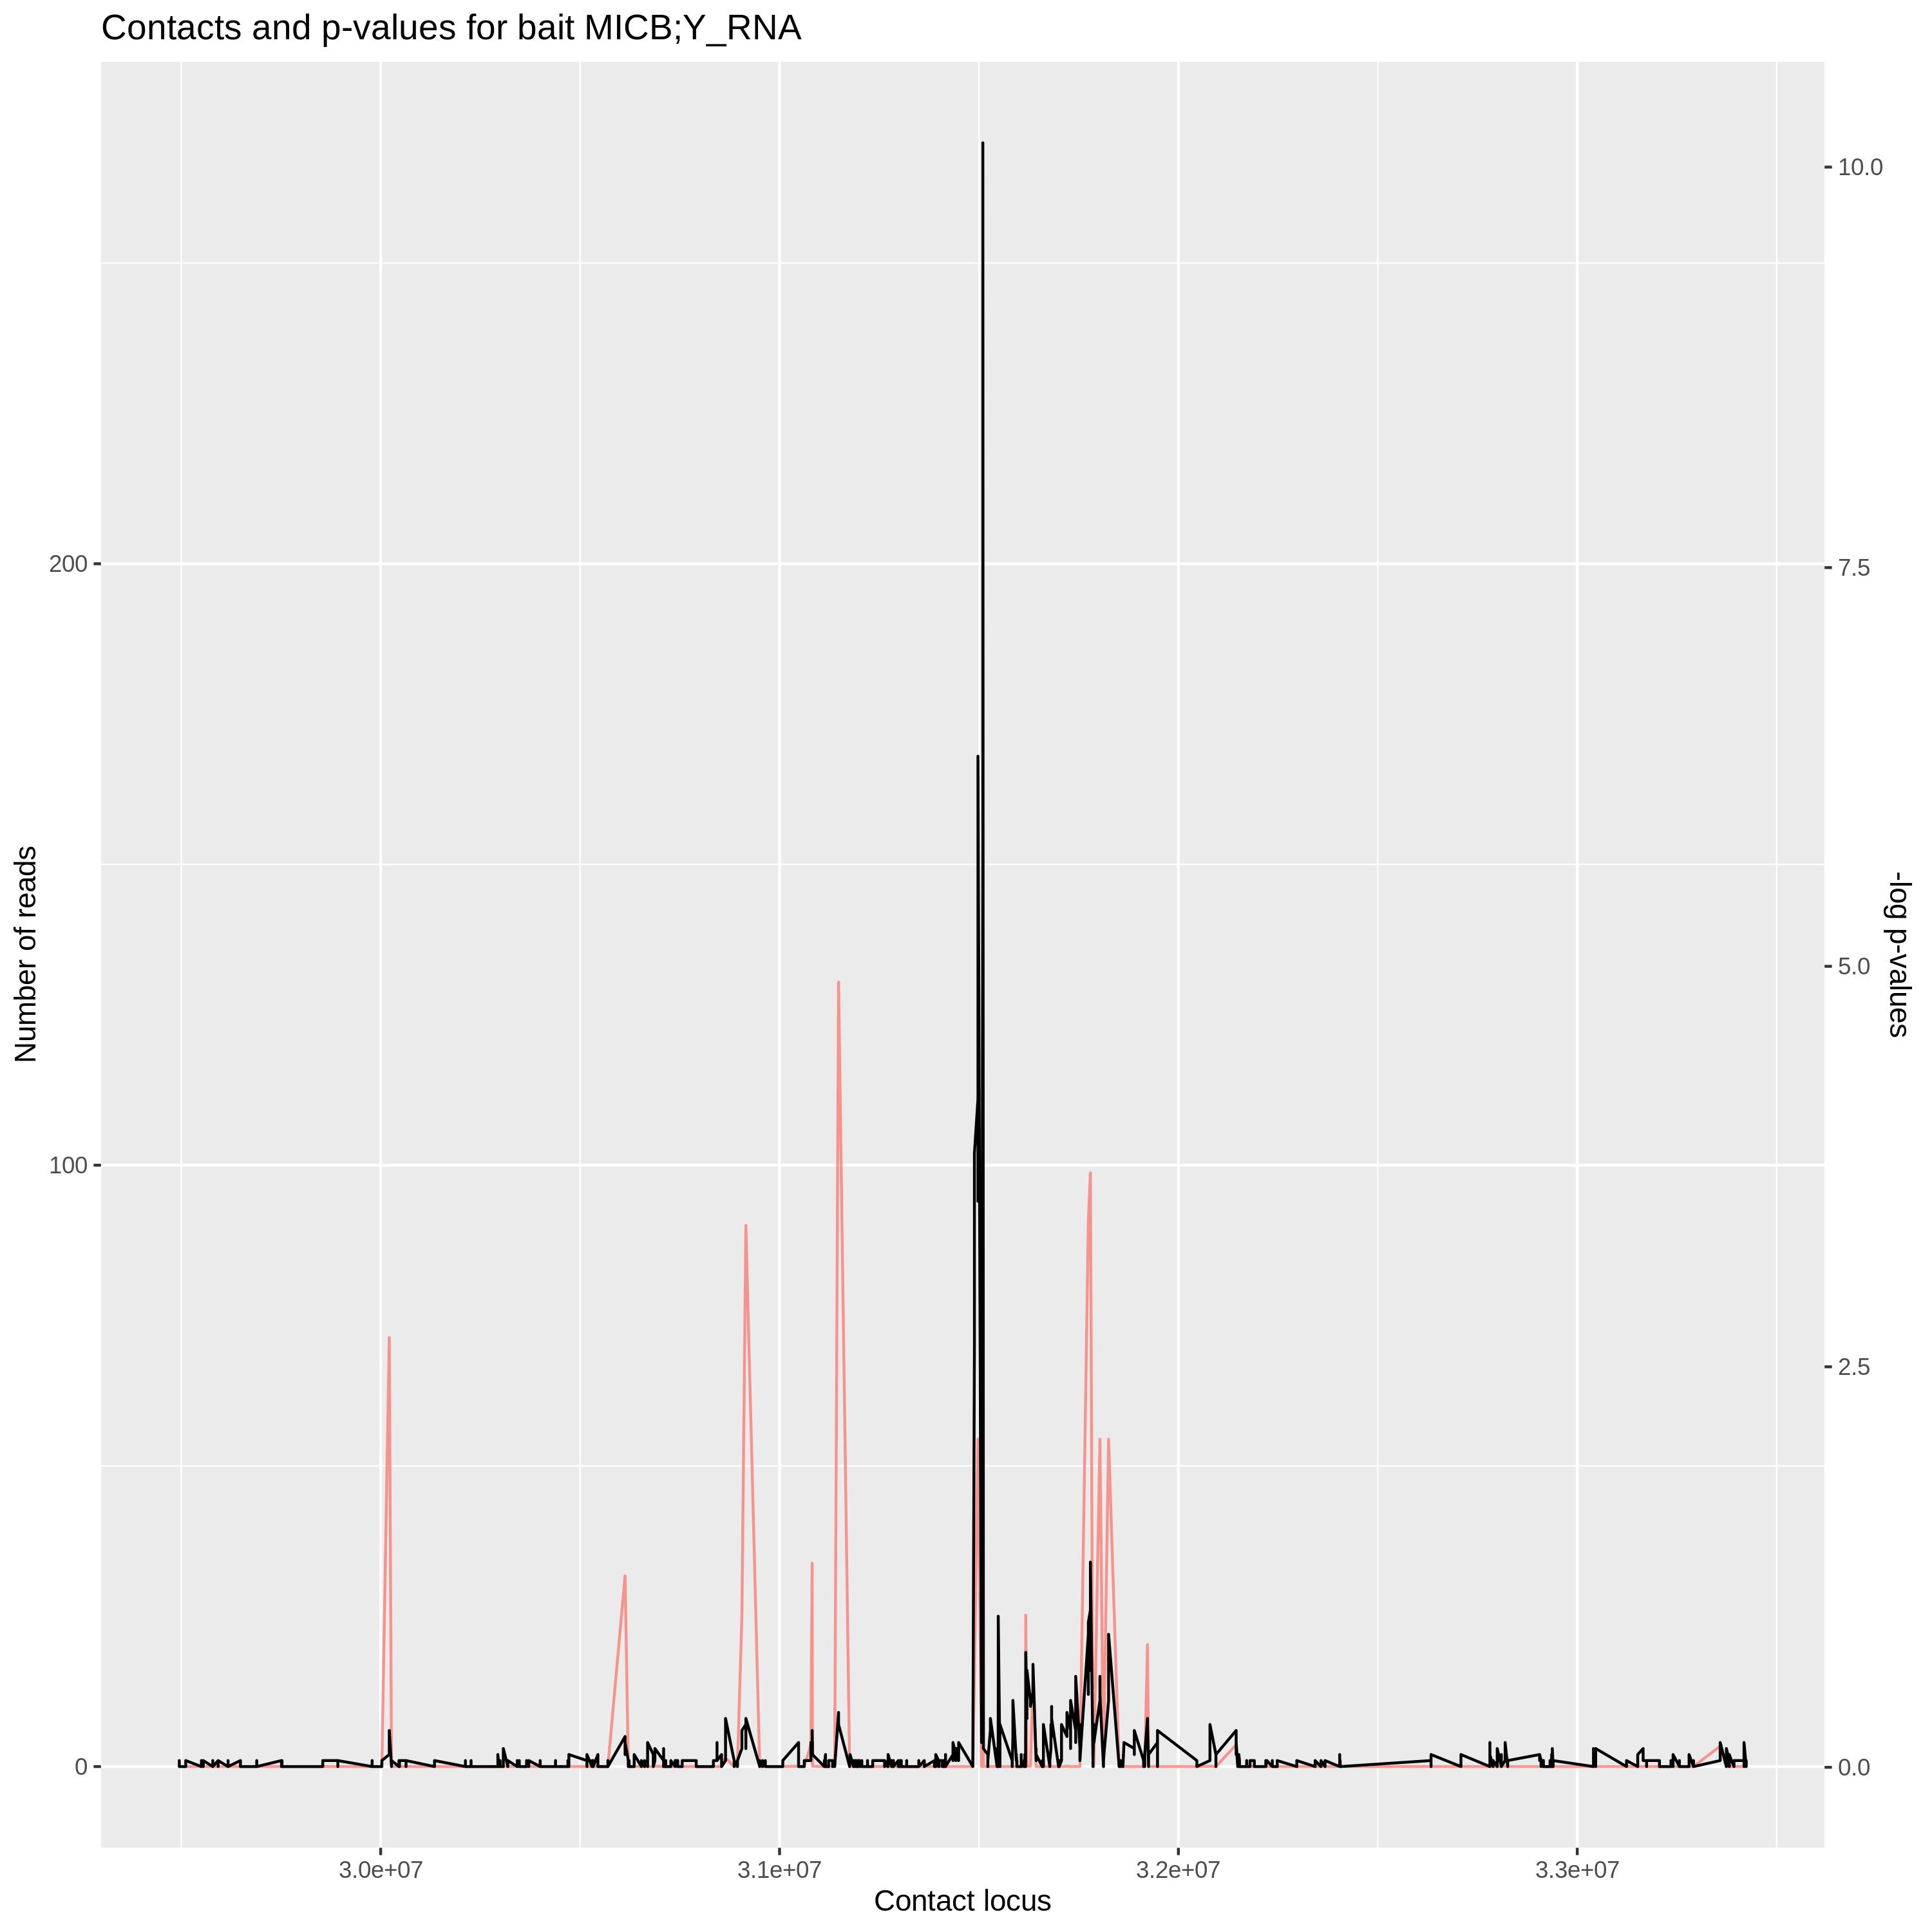 Contacts and p-values for bait MICB;Y_RNA
Number of reads
200
100
0
10.0
7.5
5.0
2.5
0.0
-log p-values
3.0e+07
3.1e+07
3.2e+07
3.3e+07
Contact locus